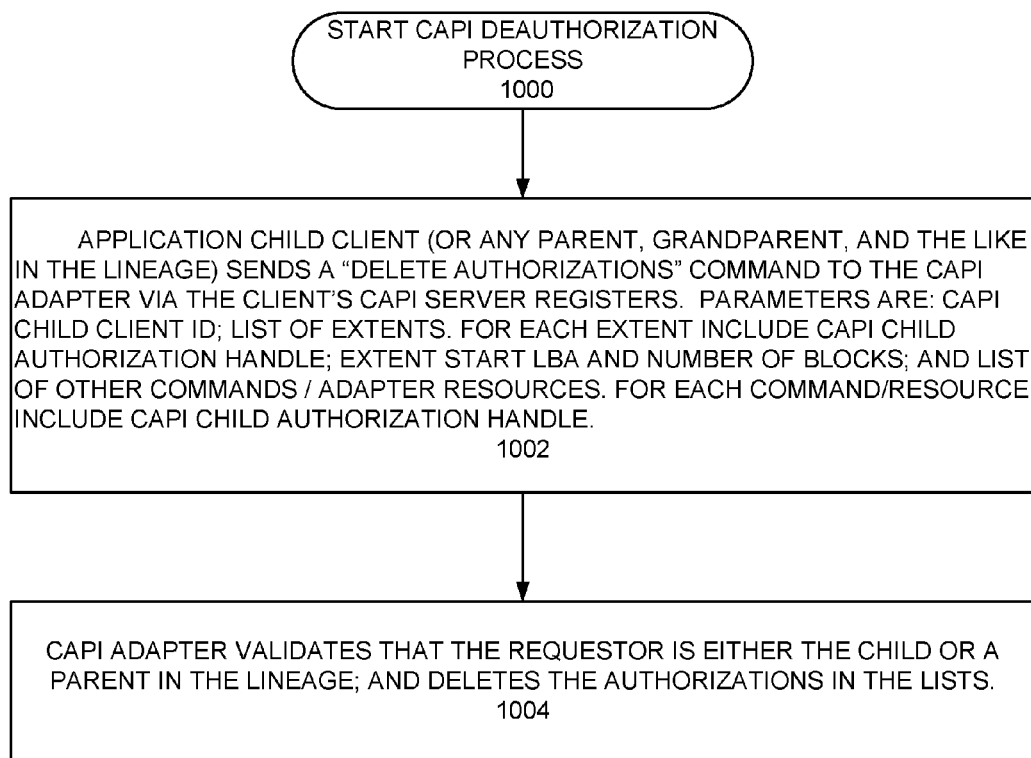 START CAPI DEAUTHORIZATION
PROCESS
1000
APPLICATION CHILD CLIENT (OR ANY PARENT, GRANDPARENT, AND THE LIKE
IN THE LINEAGE) SENDS A “DELETE AUTHORIZATIONS” COMMAND TO THE CAPI
ADAPTER VIA THE CLIENT’S CAPI SERVER REGISTERS. PARAMETERS ARE: CAPI
CHILD CLIENT ID; LIST OF EXTENTS. FOR EACH EXTENT INCLUDE CAPI CHILD
AUTHORIZATION HANDLE; EXTENT START LBA AND NUMBER OF BLOCKS; AND LIST
OF OTHER COMMANDS / ADAPTER RESOURCES. FOR EACH COMMAND/RESOURCE
INCLUDE CAPI CHILD AUTHORIZATION HANDLE.
1002
CAPI ADAPTER VALIDATES THAT THE REQUESTOR IS EITHER THE CHILD OR A
PARENT IN THE LINEAGE; AND DELETES THE AUTHORIZATIONS IN THE LISTS.
1004